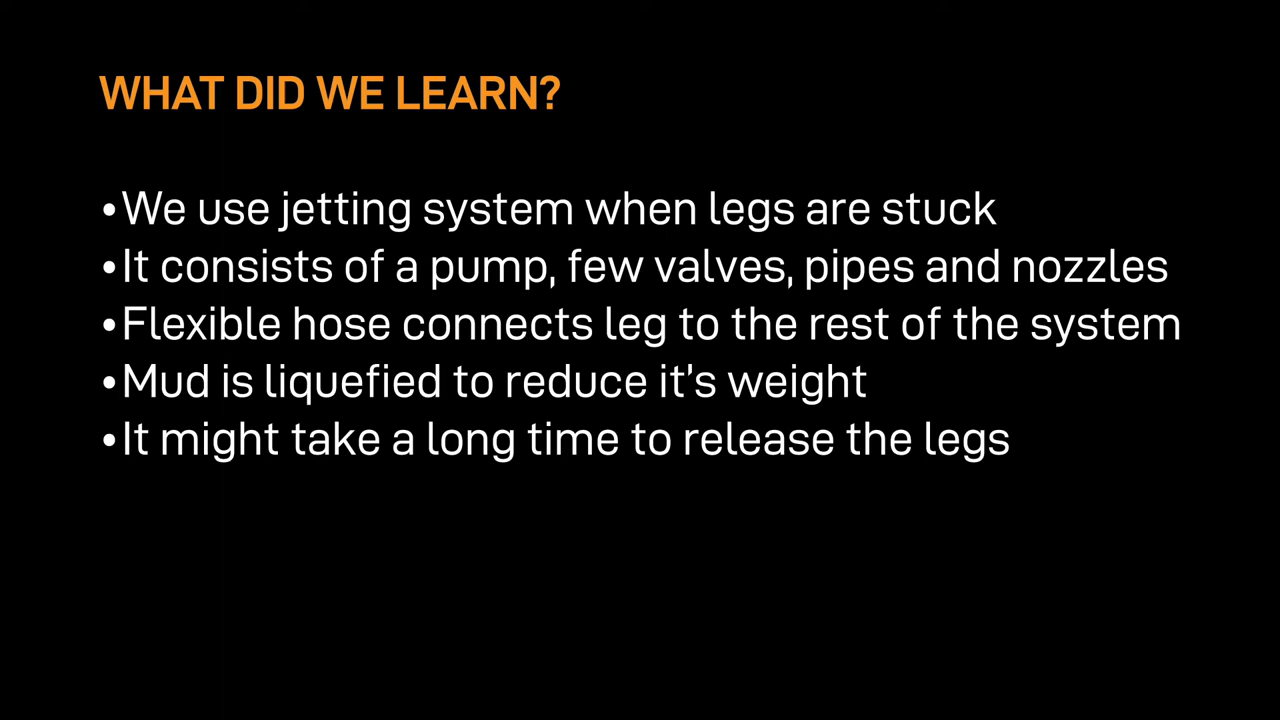 WHAT DID WE LEARN?
•We use jetting system when legs are stuck
•It consists of a pump, few valves, pipes and nozzles
•Flexible hose connects leg to the rest of the system
•Mud is liquefied to reduce it's weight
•It might take a long time to release the legs